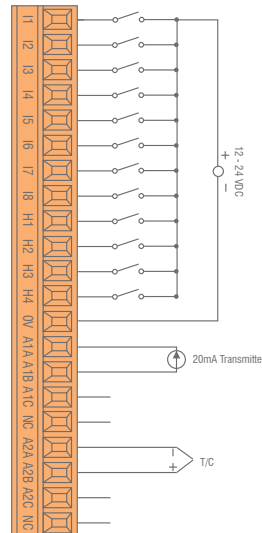 I1
I2
I3
I4
I5
I6
I7
I8
H1
H2
H3
H4
0V
A1A
A1B
A1C
NC
A2A
A2B
A2C
NC
+
12 - 24 VDC
−
20mA Transmitte
−
+
T/C